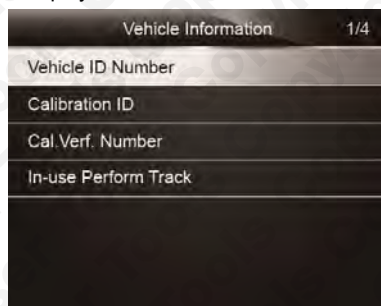 Vehicle Information 1/4
Vehicle ID Number
Calibration ID
Cal.Verf. Number
In-use Perform Track